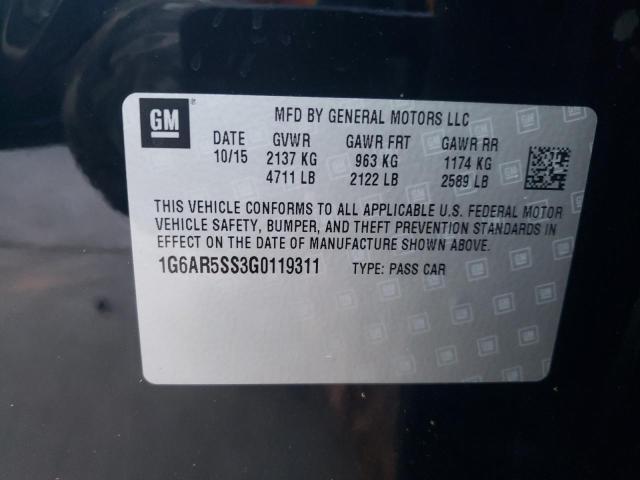 GM
MFD BY GENERAL MOTORS LLC
DATE GVWR GAWR FRT GAWR RR
10/15 2137 KG 963 KG 1174 KG
4711 LB 2122 LB 2589 LB
THIS VEHICLE CONFORMS TO ALL APPLICABLE U.S. FEDERAL MOTOR
VEHICLE SAFETY, BUMPER, AND THEFT PREVENTION STANDARDS IN
EFFECT ON THE DATE OF MANUFACTURE SHOWN ABOVE.
1G6AR5SS3G0119311 TYPE: PASS CAR